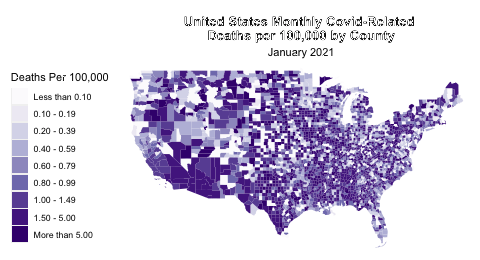 United States Monthly Covid-Related
Deaths per 100,000 by County
January 2021
Deaths Per 100,000
Less than 0.10
0.10 - 0.19
0.20 - 0.39
0.40 - 0.59
0.60 - 0.79
0.80 - 0.99
1.00 - 1.49
1.50 - 5.00
More than 5.00